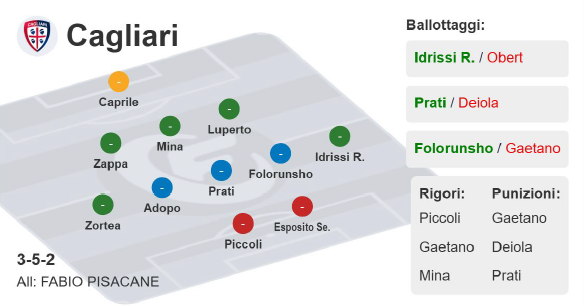 Cagliari
Caprile
Luperto
Mina
Idrissi R.
Zappa
Folorunsho
Prati
Adopo
Zortea
Esposito Se.
Piccoli
3-5-2
All: FABIO PISACANE
Ballottaggi:
Idrissi R. / Obert
Prati / Deiola
Folorunsho / Gaetano
Rigori: Punizioni:
Piccoli Gaetano
Gaetano Deiola
Mina Prati